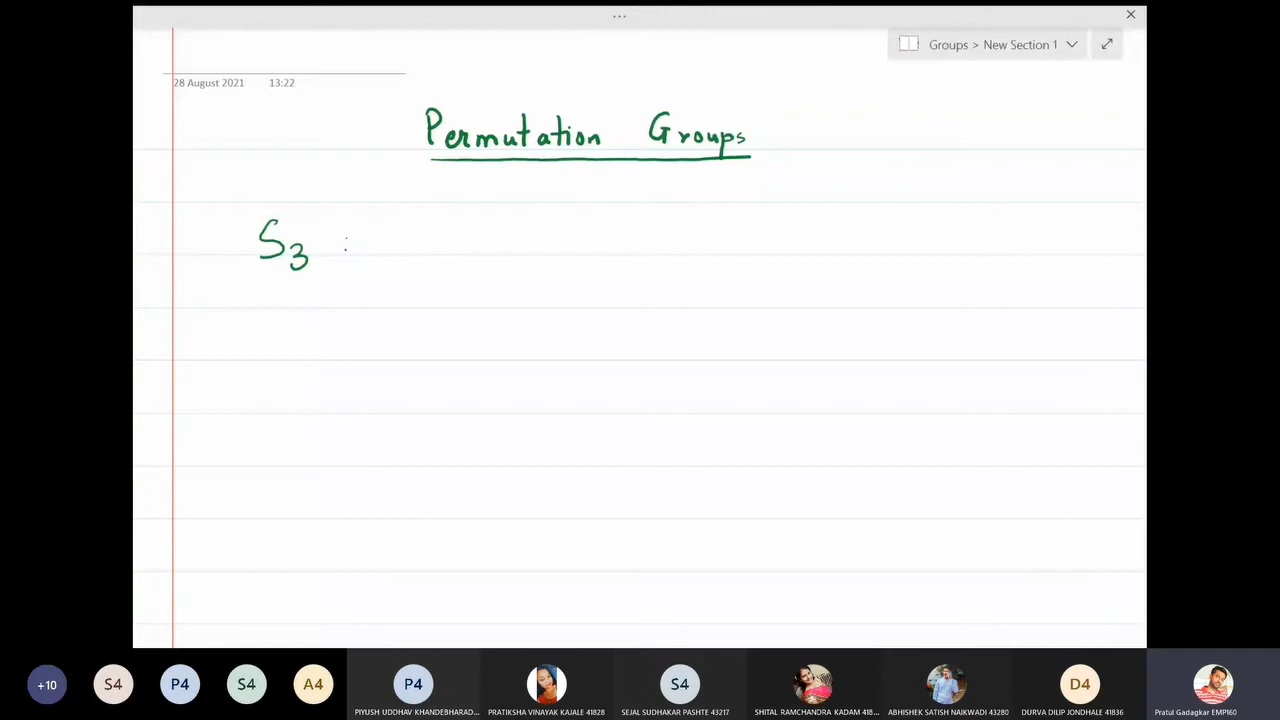 Groups > New Section 1
28 August 2021 13:22
Permutation Groups
S₃ :
+10 S4 P4 S4 A4 P4 S4 D4
PIYUSH UDDHAV KHANDEBHARAD... PRATIKSHA VINAYAK KAJALE 41828 SEJAL SUDHAKAR PASHTE 43217 SHITAL RAMCHANDRA KADAM 418... ABHISHEK SATISH NAIKWADI 43280 DURVA DILIP JONDHALE 41836 Pratul Gadagkar EMP160